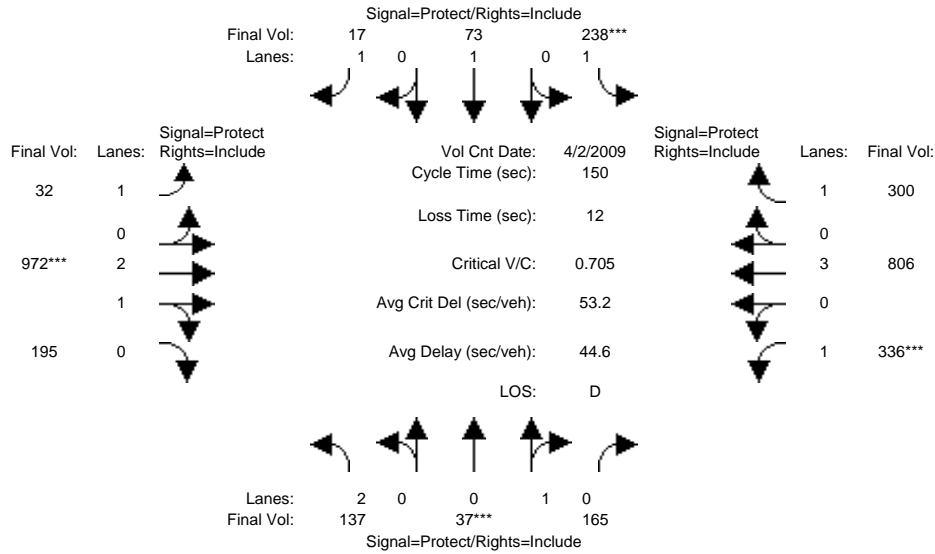 Signal=Protect/Rights=Include
Final Vol: 17 73 238***
Lanes: 1 0 1 0 1
Signal=Protect Signal=Protect
Final Vol: Lanes: Rights=Include Vol Cnt Date: 4/2/2009 Rights=Include Lanes: Final Vol:
Cycle Time (sec): 150
32 1 1 300
Loss Time (sec): 12
0 0
972*** 2 Critical V/C: 0.705 3 806
1 Avg Crit Del (sec/veh): 53.2 0
195 0 Avg Delay (sec/veh): 44.6 1 336***
LOS: D
Lanes: 2 0 0 1 0
Final Vol: 137 37*** 165
Signal=Protect/Rights=Include